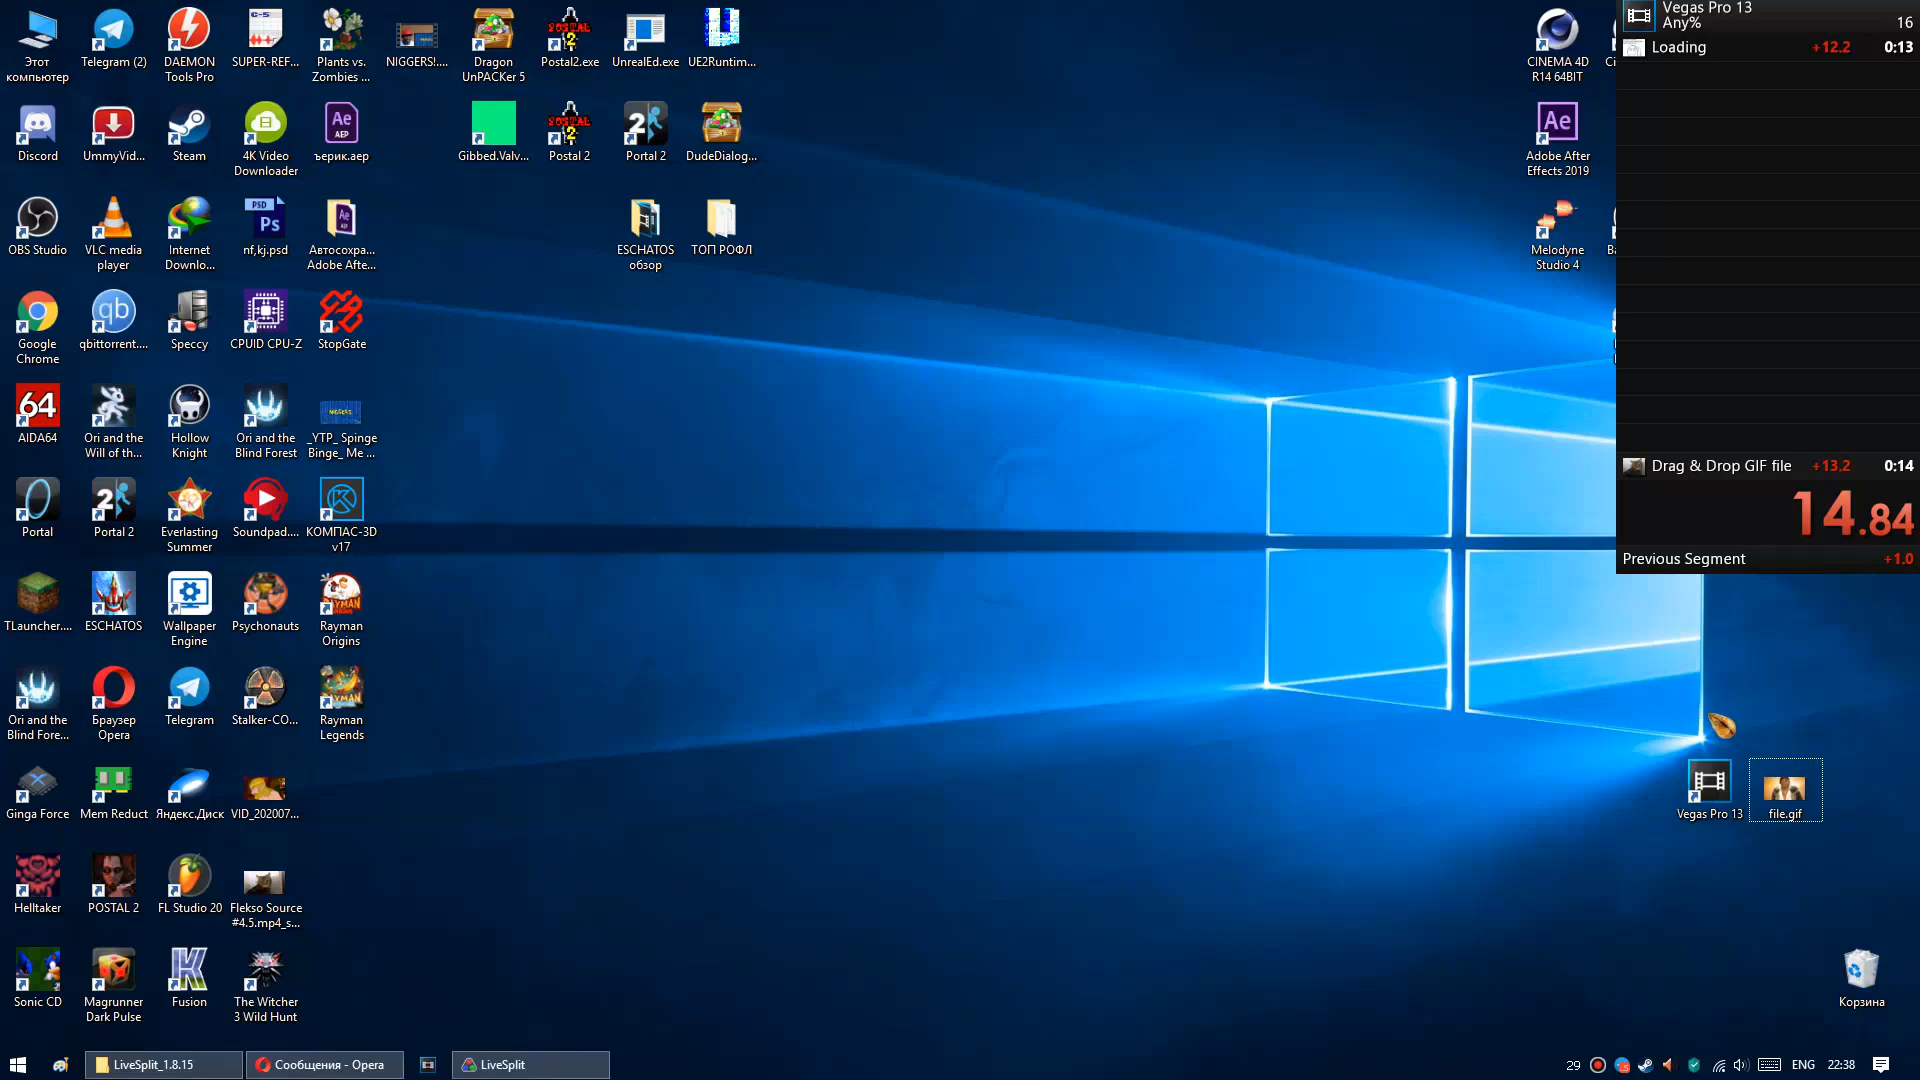 Этот
компьютер
Telegram (2)
DAEMON
Tools Pro
SUPER-REF...
Plants vs.
Zombies ...
NIGGERS!....
Dragon
UnPACKer 5
Postal2.exe
UnrealEd.exe
UE2Runtim...
CINEMA 4D
R14 64BIT
Vegas Pro 13
Any%
16
Loading
+12.2
0:13
Discord
UmmyVid...
Steam
4K Video
Downloader
ъерик.aep
Gibbed.Valv...
Postal 2
Portal 2
DudeDialog...
Adobe After
Effects 2019
OBS Studio
VLC media
player
Internet
Downlo...
nf,kj.psd
Автосохра...
Adobe Afte...
ESCHATOS
обзор
ТОП РОФЛ
Melodyne
Studio 4
Google
Chrome
qbittorrent....
Speccy
CPUID CPU-Z
StopGate
AIDA64
Ori and the
Will of th...
Hollow
Knight
Ori and the
Blind Forest
_YTP_ Spinge
Binge_ Me ...
Drag & Drop GIF file
+13.2
0:14
14.84
Previous Segment
+1.0
Portal
Portal 2
Everlasting
Summer
Soundpad....
КОМПАС-3D
v17
TLauncher....
ESCHATOS
Wallpaper
Engine
Psychonauts
Rayman
Origins
Ori and the
Blind Fore...
Браузер
Opera
Telegram
Stalker-CO...
Rayman
Legends
Ginga Force
Mem Reduct
Яндекс.Диск
VID_202007...
Vegas Pro 13
file.gif
Helltaker
POSTAL 2
FL Studio 20
Flekso Source
#4.5.mp4_s...
Sonic CD
Magrunner
Dark Pulse
Fusion
The Witcher
3 Wild Hunt
Корзина
LiveSplit_1.8.15
Сообщения - Opera
LiveSplit
29
ENG
22:38